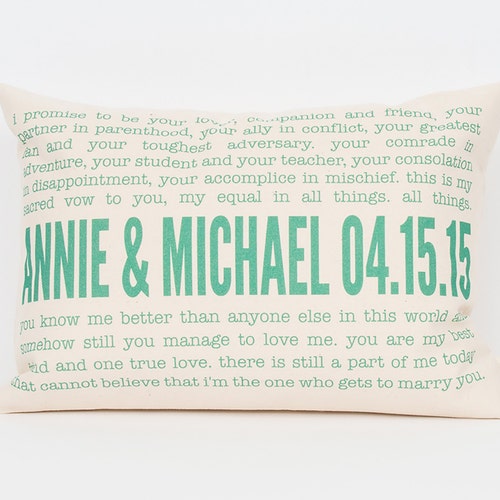 i promise to be your lover, companion and friend, your
partner in parenthood, your ally in conflict, your greatest
fan and your toughest adversary. your comrade in
adventure, your student and your teacher, your consolation
in disappointment, your accomplice in mischief. this is my
sacred vow to you, my equal in all things. all things.
ANNIE & MICHAEL 04.15.15
you know me better than anyone else in this world and
somehow still you manage to love me. you are my best
and one true love. there is still a part of me today
that cannot believe that i'm the one who gets to marry you.